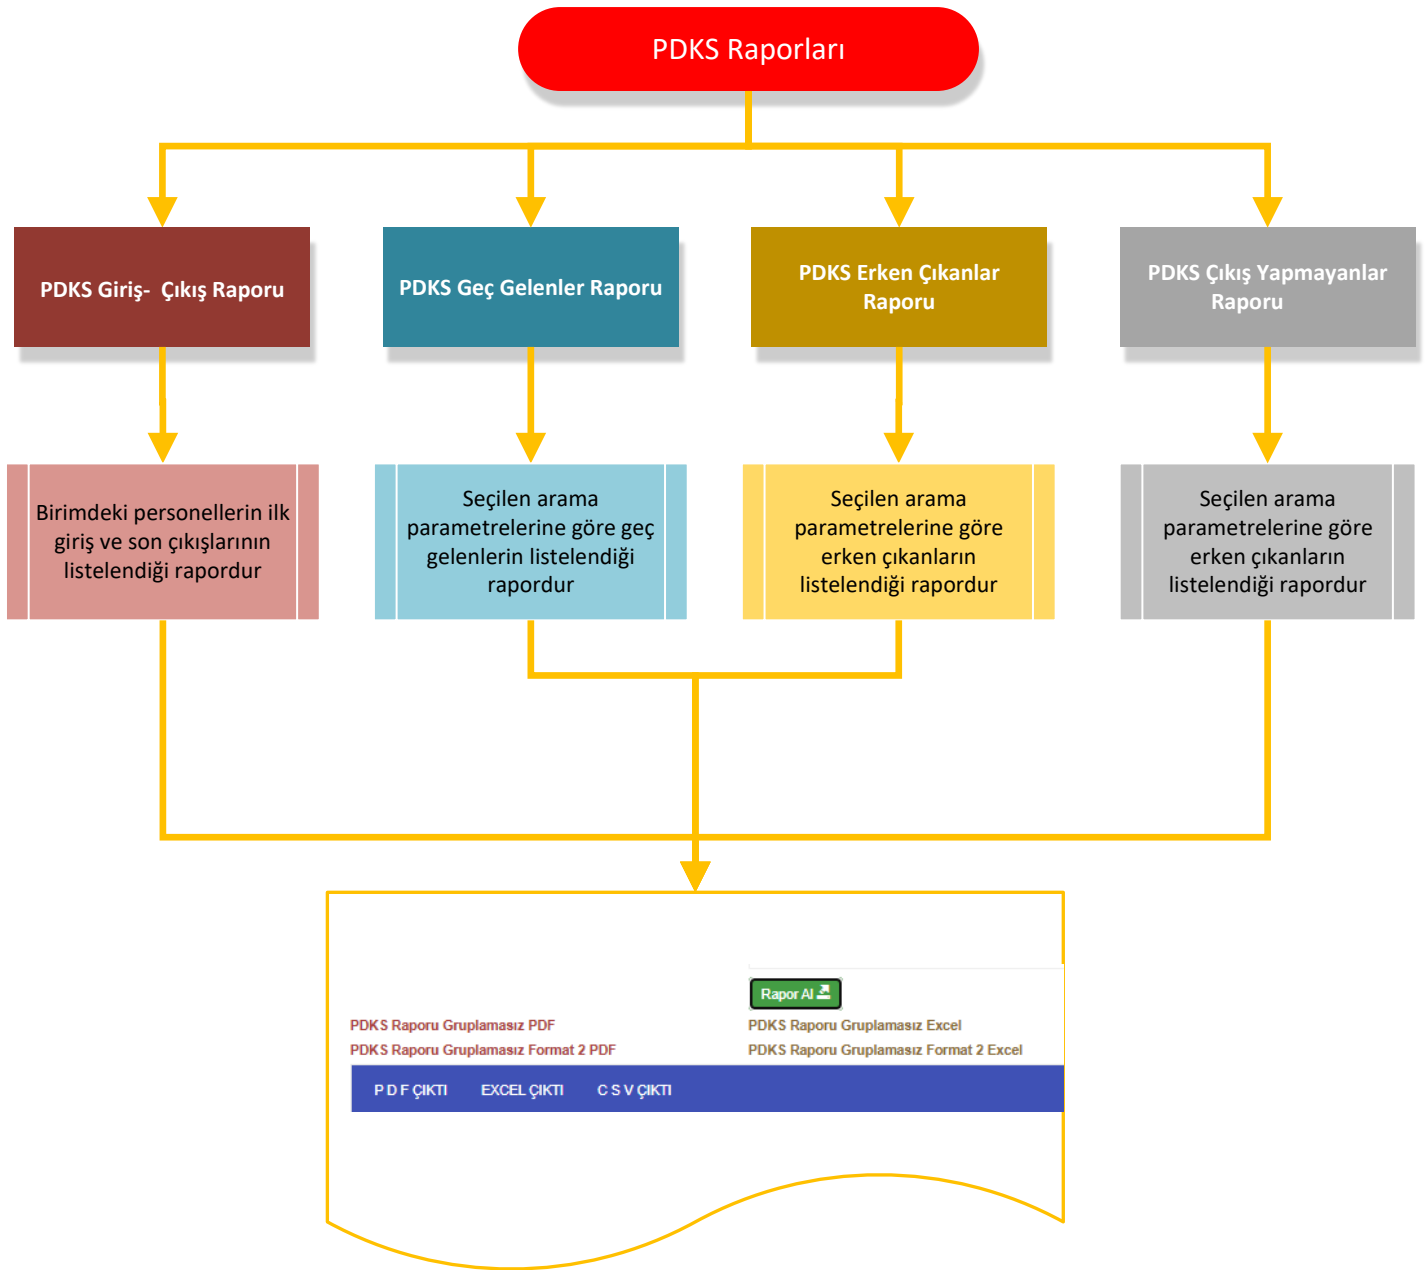 PDKS Raporları
PDKS Giriş-  Çıkış Raporu
PDKS Geç Gelenler Raporu
PDKS Erken Çıkanlar
Raporu
PDKS Çıkış Yapmayanlar
Raporu
Birimdeki personellerin ilk
giriş ve son çıkışlarının
listelendiği rapordur
Seçilen arama
parametrelerine göre geç
gelenlerin listelendiği
rapordur
Seçilen arama
parametrelerine göre
erken çıkanların
listelendiği rapordur
Seçilen arama
parametrelerine göre
erken çıkanların
listelendiği rapordur
Rapor Al
PDKS Raporu Gruplamasız PDF
PDKS Raporu Gruplamasız Excel
PDKS Raporu Gruplamasız Format 2 PDF
PDKS Raporu Gruplamasız Format 2 Excel
P D F ÇIKTI
EXCEL ÇIKTI
C S V ÇIKTI